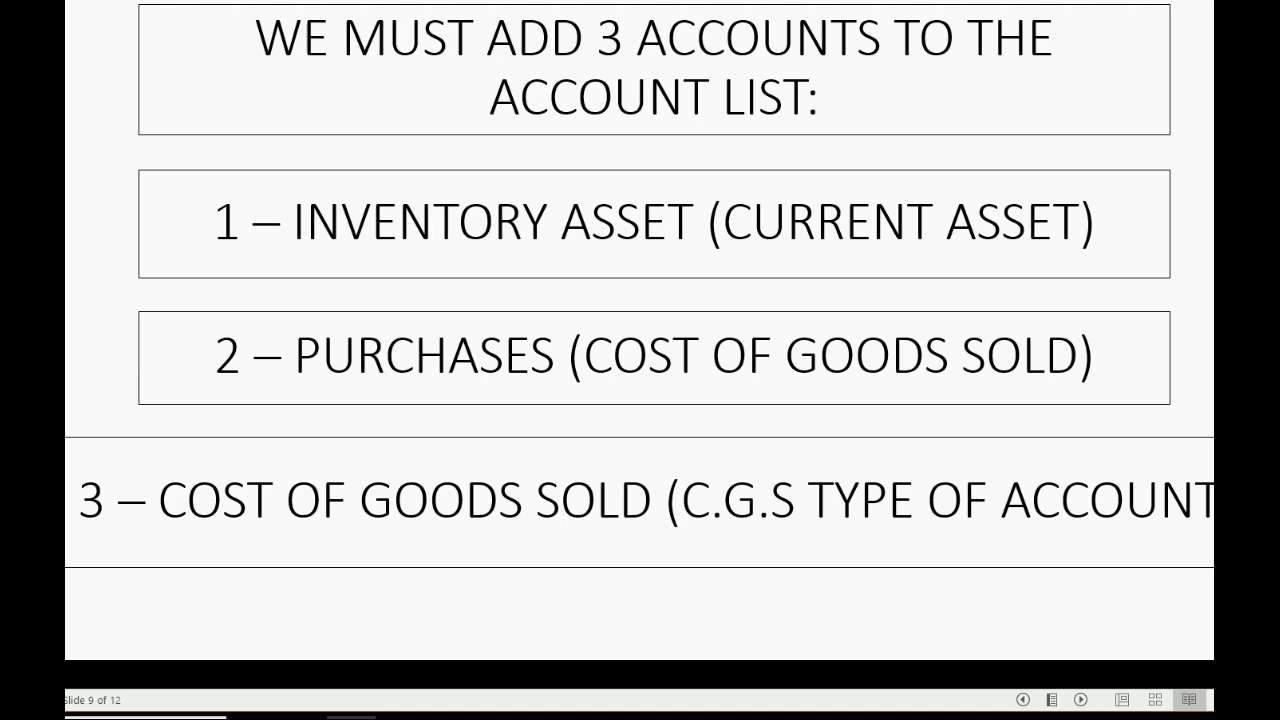 WE MUST ADD 3 ACCOUNTS TO THE
ACCOUNT LIST:
1 – INVENTORY ASSET (CURRENT ASSET)
2 – PURCHASES (COST OF GOODS SOLD)
3 – COST OF GOODS SOLD (C.G.S TYPE OF ACCOUNT
Slide 9 of 12